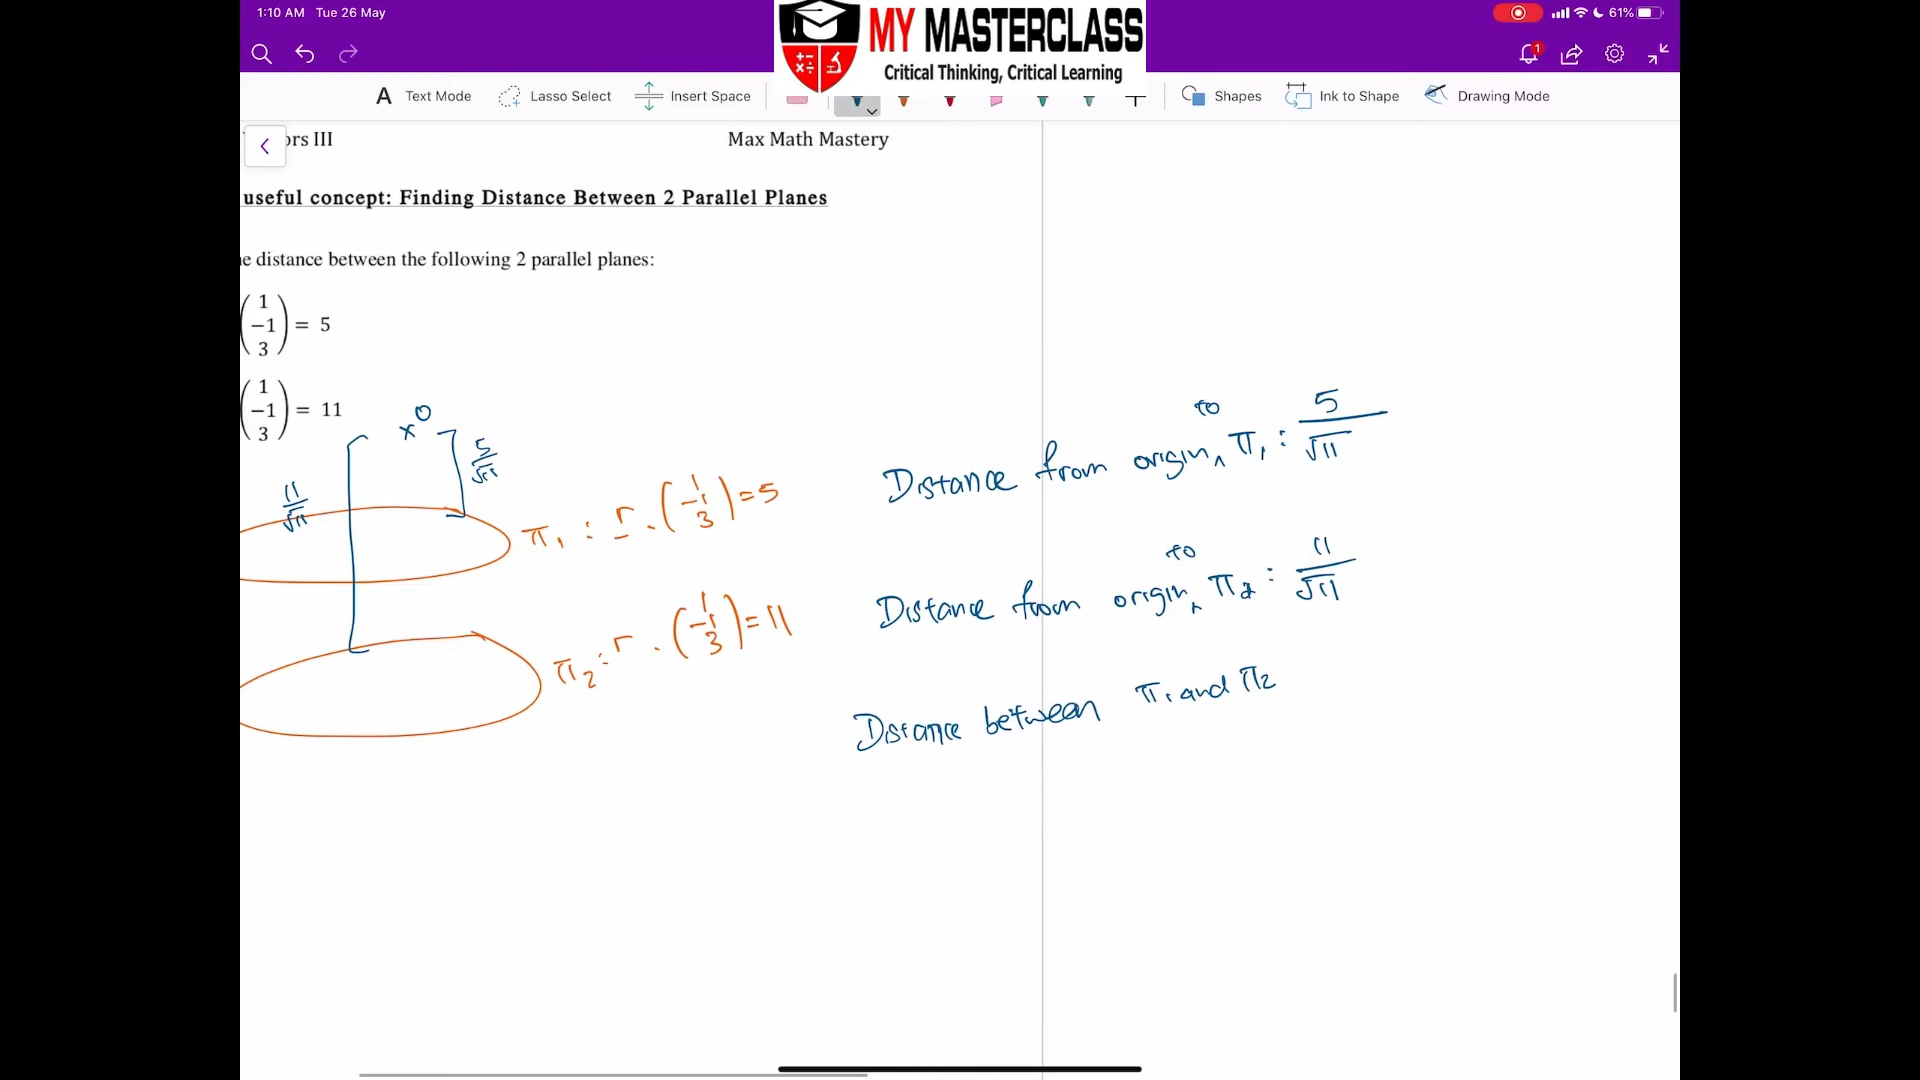 1:10 AM Tue 26 May
61%
MY MASTERCLASS
Critical Thinking, Critical Learning
1
A Text Mode Lasso Select Insert Space Shapes Ink to Shape Drawing Mode
ors III Max Math Mastery
useful concept: Finding Distance Between 2 Parallel Planes
e distance between the following 2 parallel planes:
(1 −1 3) = 5
(1 −1 3) = 11
x O
5/√11
11/√11
π₁ : r . (1 -1 3) = 5
π₂ : r . (1 -1 3) = 11
Distance from origin ^ to π₁ : 5/√11
Distance from origin ^ to π₂ : 11/√11
Distance between π₁ and π₂